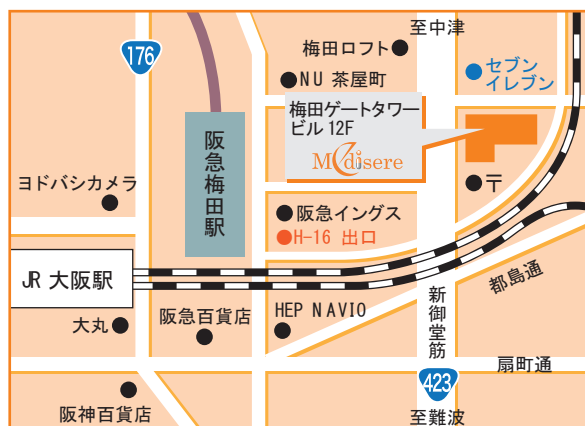 至中津
梅田ロフト
176
セブン
イレブン
NU 茶屋町
梅田ゲートタワー
ビル 12F
Medisere
阪急梅田駅
〒
ヨドバシカメラ
阪急イングス
H-16 出口
JR 大阪駅
都島通
新御堂筋
大丸
阪急百貨店
HEP NAVIO
扇町通
423
阪神百貨店
至難波